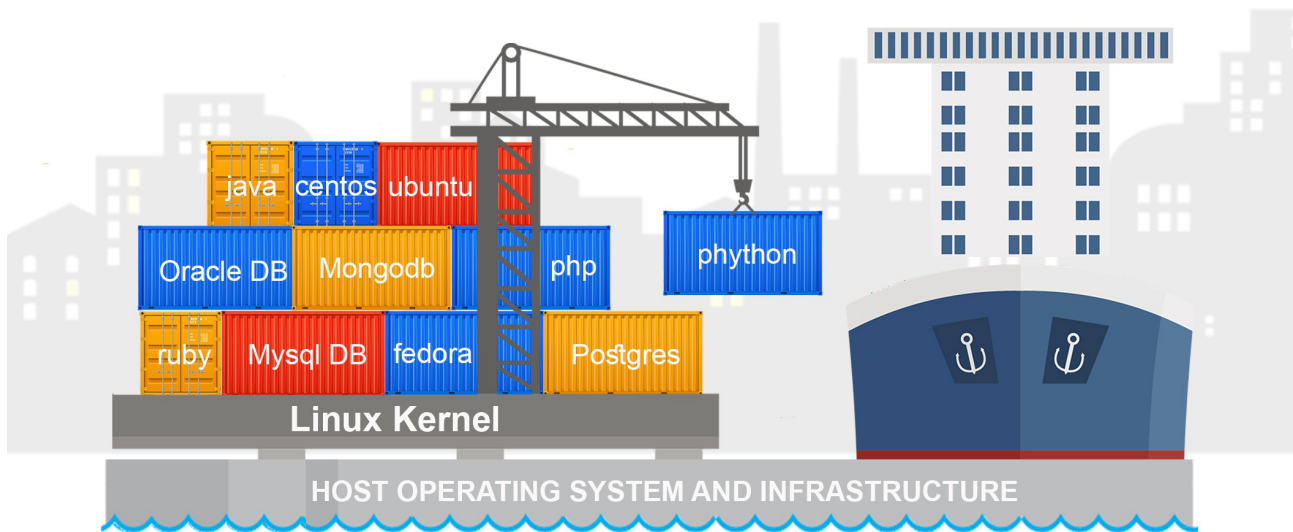 java centos ubuntu
Oracle DB Mongodb php phython
ruby Mysql DB fedora Postgres
Linux Kernel
HOST OPERATING SYSTEM AND INFRASTRUCTURE